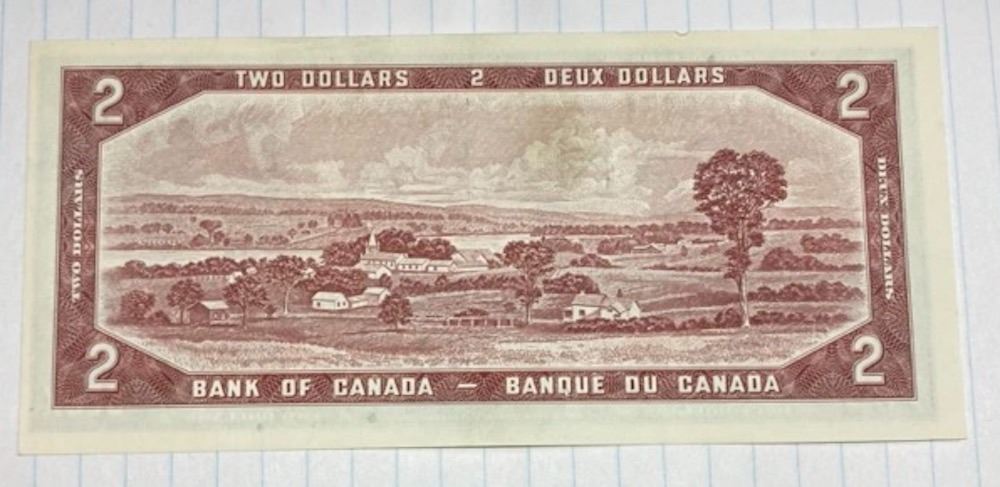 2 TWO DOLLARS 2 DEUX DOLLARS 2
TWO DOLLARS
DEUX DOLLARS
2 BANK OF CANADA — BANQUE DU CANADA 2